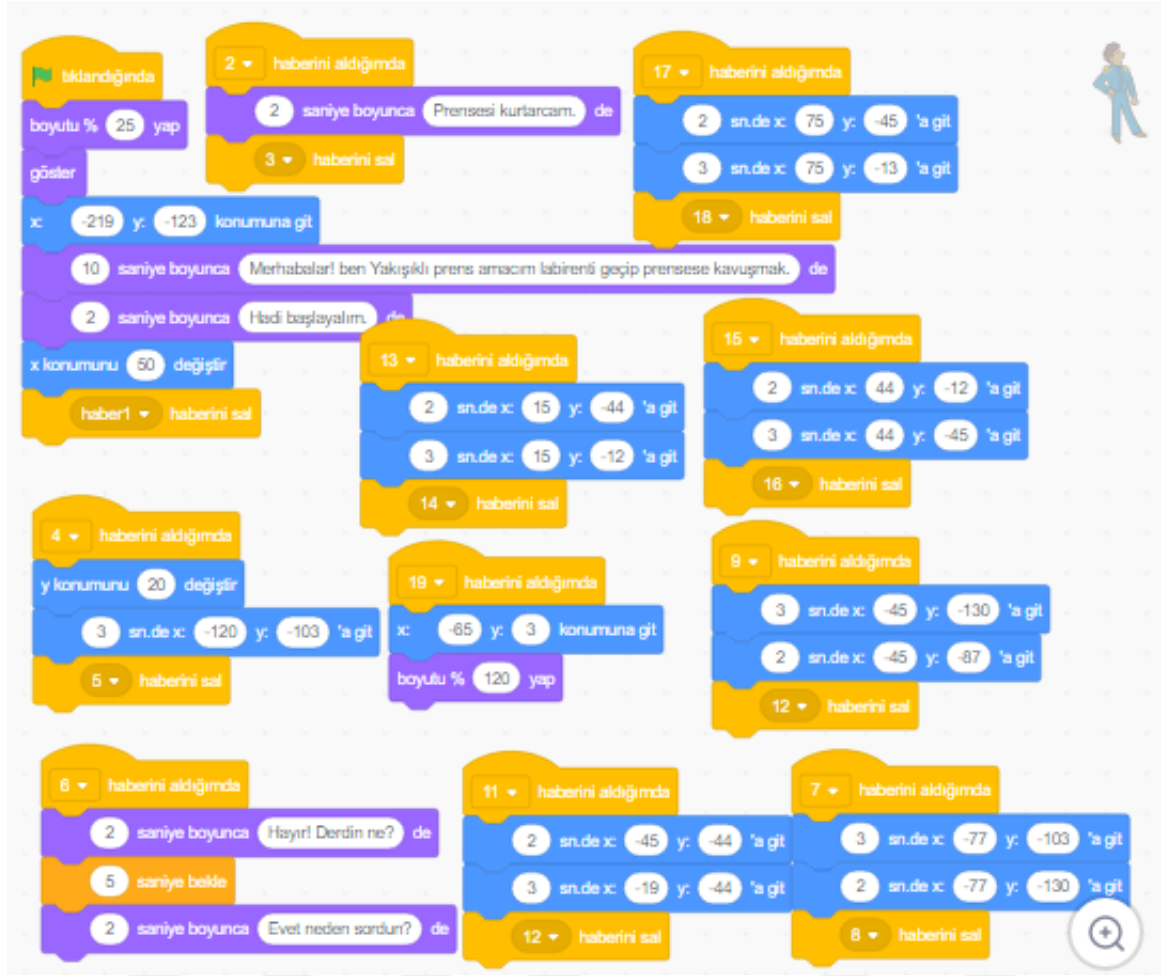 tıklandığında
boyutu % 25 yap
göster
x: -219 y: -123 konumuna git
10 saniye boyunca Merhabalar! ben Yakışıklı prens amacım labirenti geçip prensese kavuşmak. de
2 saniye boyunca Hadi başlayalım. de
x konumunu 50 değiştir
haber1 haberini sal
2 haberini aldığımda
2 saniye boyunca Prensesi kurtarcam. de
3 haberini sal
17 haberini aldığımda
2 sn.de x: 75 y: -45 'a git
3 sn.de x: 75 y: -13 'a git
18 haberini sal
13 haberini aldığımda
2 sn.de x: 15 y: -44 'a git
3 sn.de x: 15 y: -12 'a git
14 haberini sal
15 haberini aldığımda
2 sn.de x: 44 y: -12 'a git
3 sn.de x: 44 y: -45 'a git
16 haberini sal
4 haberini aldığımda
y konumunu 20 değiştir
3 sn.de x: -120 y: -103 'a git
5 haberini sal
19 haberini aldığımda
x: -65 y: 3 konumuna git
boyutu % 120 yap
9 haberini aldığımda
3 sn.de x: -45 y: -130 'a git
2 sn.de x: -45 y: -87 'a git
12 haberini sal
6 haberini aldığımda
2 saniye boyunca Hayır! Derdin ne? de
5 saniye bekle
2 saniye boyunca Evet neden sordun? de
11 haberini aldığımda
2 sn.de x: -45 y: -44 'a git
3 sn.de x: -19 y: -44 'a git
12 haberini sal
7 haberini aldığımda
3 sn.de x: -77 y: -103 'a git
2 sn.de x: -77 y: -130 'a git
8 haberini sal